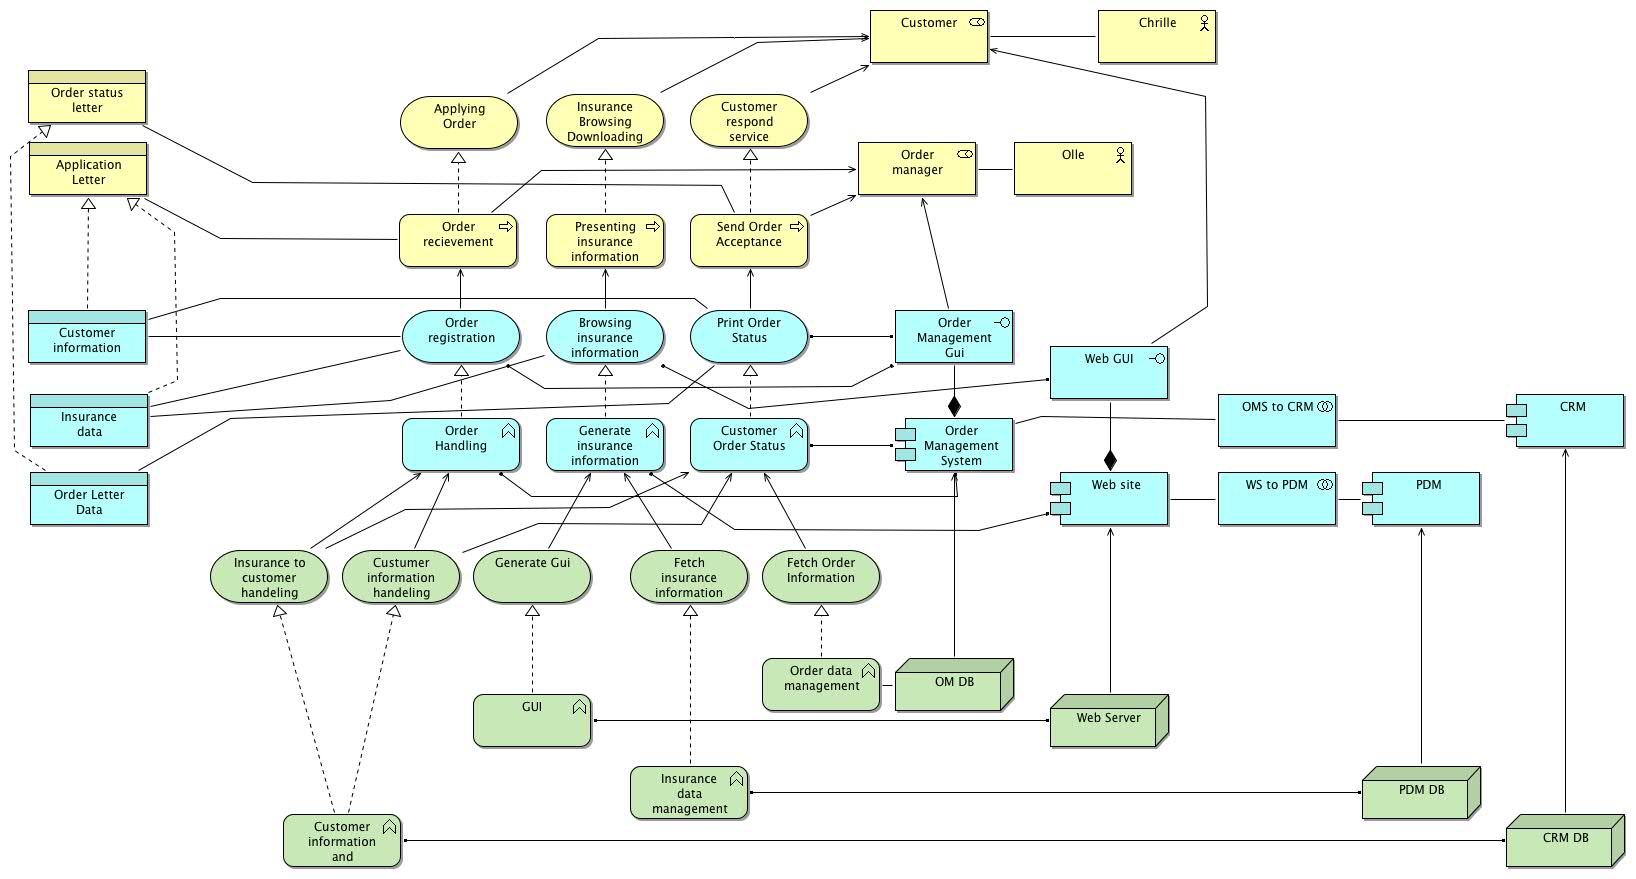 Customer
Chrille
Order status
letter
Applying
Order
Insurance
Browsing
Downloading
Customer
respond
service
Application
Letter
Order
manager
Olle
Order
recievement
Presenting
insurance
information
Send Order
Acceptance
Customer
information
Order
registration
Browsing
insurance
information
Print Order
Status
Order
Management
Gui
Web GUI
Insurance
data
Order
Handling
Generate
insurance
information
Customer
Order Status
Order
Management
System
OMS to CRM
CRM
Order Letter
Data
Web site
WS to PDM
PDM
Insurance to
customer
handeling
Custumer
information
handeling
Generate Gui
Fetch
insurance
information
Fetch Order
Information
Order data
management
OM DB
GUI
Web Server
Insurance
data
management
PDM DB
Customer
information
and
CRM DB